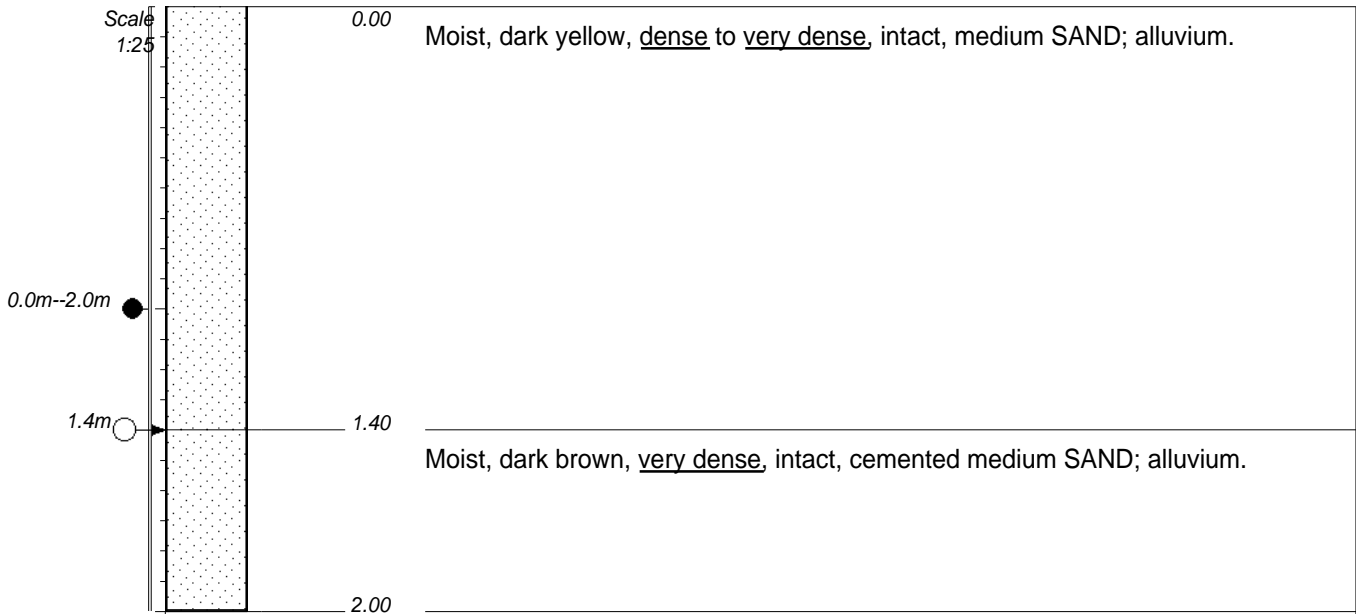 Scale
1:25
0.00
Moist, dark yellow, dense to very dense, intact, medium SAND; alluvium.
0.0m--2.0m
1.4m
1.40
Moist, dark brown, very dense, intact, cemented medium SAND; alluvium.
2.00